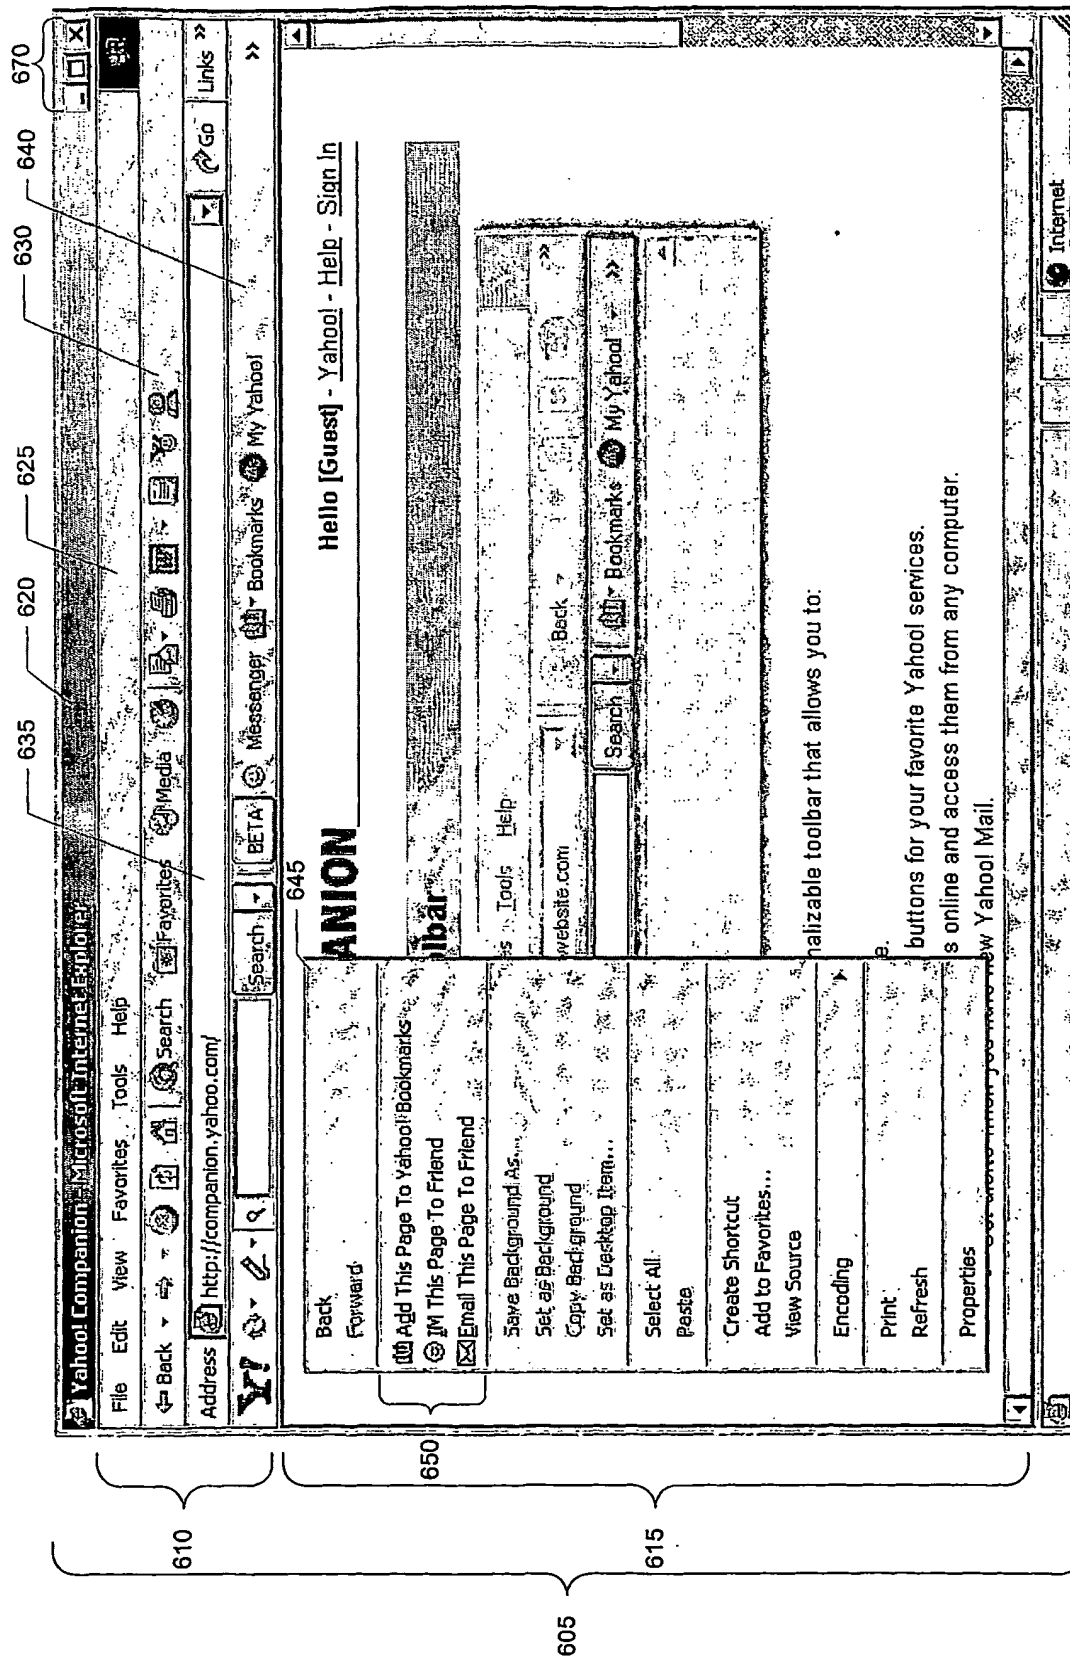 635
620
625
630
640
670
Yahoo! Companion - Microsoft Internet Explorer
File Edit View Favorites Tools Help
Back Search Favorites Media
Address http://companion.yahoo.com/ Go Links »
Y! Search BETA Messenger Bookmarks My Yahoo! »
610
645
Back
Forward
650
Add This Page To Yahoo! Bookmarks
IM This Page To Friend
Email This Page To Friend
Save Background As...
Set as Background
Copy Background
Set as Desktop Item...
Select All
Paste
Create Shortcut
Add to Favorites...
View Source
Encoding
Print
Refresh
Properties
ANION Hello [Guest] - Yahoo! - Help - Sign In
olbar
es Tools Help
website.com Back »
Search Bookmarks My Yahoo! »
nalizable toolbar that allows you to:
e.
buttons for your favorite Yahoo! services.
s online and access them from any computer.
ew Yahoo! Mail.
Internet
615
605